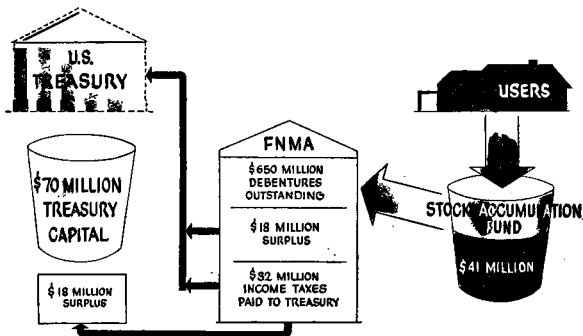 U.S.
TREASURY
$70 MILLION
TREASURY
CAPITAL
$18 MILLION
SURPLUS
FNMA
$650 MILLION
DEBENTURES
OUTSTANDING
$18 MILLION
SURPLUS
$32 MILLION
INCOME TAXES
PAID TO TREASURY
USERS
STOCK ACCUMULATION
FUND
$41 MILLION